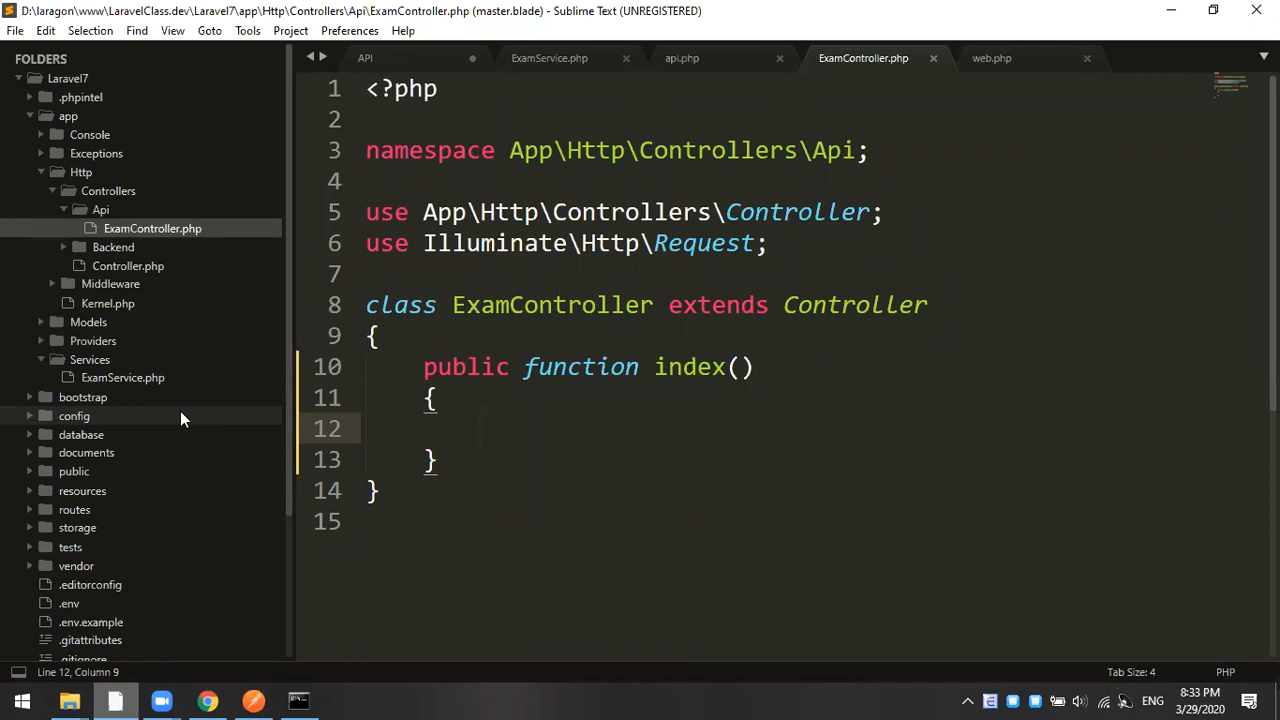 D:\laragon\www\LaravelClass.dev\Laravel7\app\Http\Controllers\Api\ExamController.php (master.blade) - Sublime Text (UNREGISTERED)
File Edit Selection Find View Goto Tools Project Preferences Help
FOLDERS
Laravel7
.phpintel
app
Console
Exceptions
Http
Controllers
Api
ExamController.php
Backend
Controller.php
Middleware
Kernel.php
Models
Providers
Services
ExamService.php
bootstrap
config
database
documents
public
resources
routes
storage
tests
vendor
.editorconfig
.env
.env.example
.gitattributes
.gitignore
API ExamService.php api.php ExamController.php web.php
1 <?php
2
3 namespace App\Http\Controllers\Api;
4
5 use App\Http\Controllers\Controller;
6 use Illuminate\Http\Request;
7
8 class ExamController extends Controller
9 {
10 public function index()
11 {
12
13 }
14 }
15
Line 12, Column 9 Tab Size: 4 PHP
ENG
8:33 PM
3/29/2020